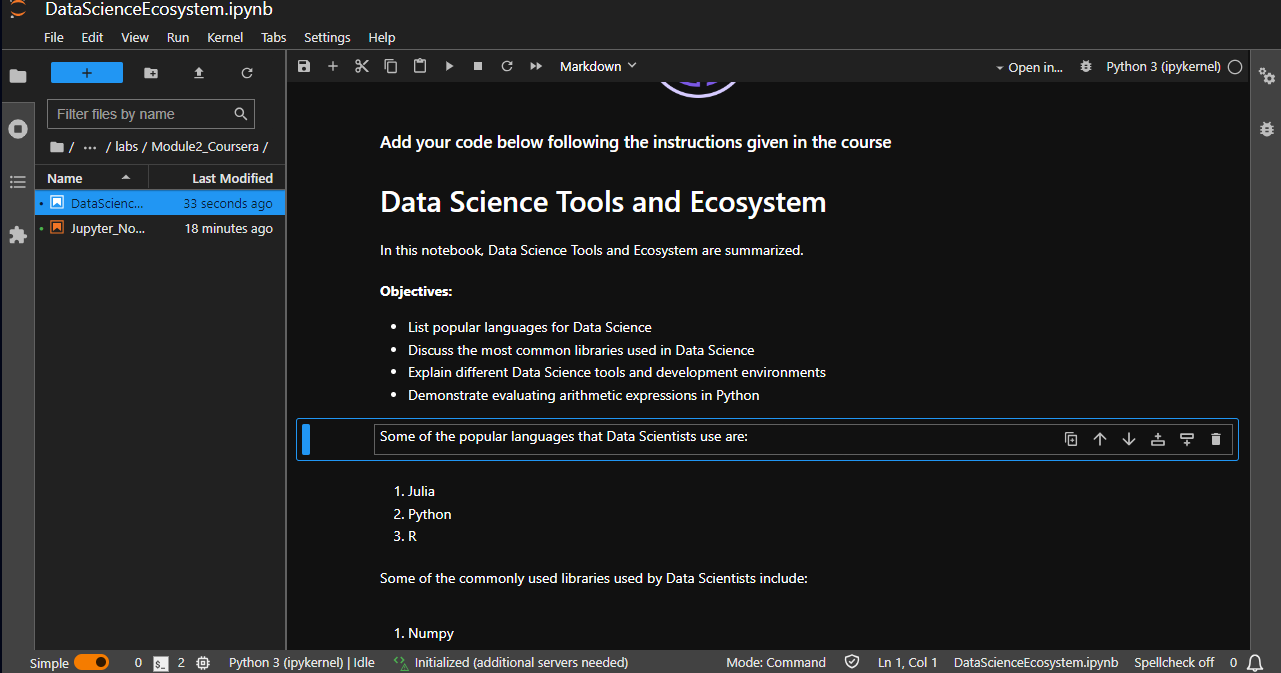 DataScienceEcosystem.ipynb
File Edit View Run Kernel Tabs Settings Help
+
Filter files by name
/ ... / labs / Module2_Coursera /
Name Last Modified
DataScienc... 33 seconds ago
Jupyter_No... 18 minutes ago
Markdown Open in... Python 3 (ipykernel)
Add your code below following the instructions given in the course
Data Science Tools and Ecosystem
In this notebook, Data Science Tools and Ecosystem are summarized.
Objectives:
• List popular languages for Data Science
• Discuss the most common libraries used in Data Science
• Explain different Data Science tools and development environments
• Demonstrate evaluating arithmetic expressions in Python
Some of the popular languages that Data Scientists use are:
1. Julia
2. Python
3. R
Some of the commonly used libraries used by Data Scientists include:
1. Numpy
Simple 0 $_ 2 Python 3 (ipykernel) | Idle Initialized (additional servers needed) Mode: Command Ln 1, Col 1 DataScienceEcosystem.ipynb Spellcheck off 0